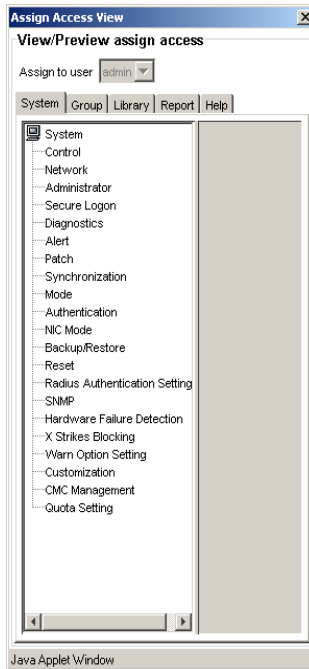 Assign Access View
View/Preview assign access
Assign to user admin
System Group Library Report Help
System
Control
Network
Administrator
Secure Logon
Diagnostics
Alert
Patch
Synchronization
Mode
Authentication
NIC Mode
Backup/Restore
Reset
Radius Authentication Setting
SNMP
Hardware Failure Detection
X Strikes Blocking
Warn Option Setting
Customization
CMC Management
Quota Setting
Java Applet Window